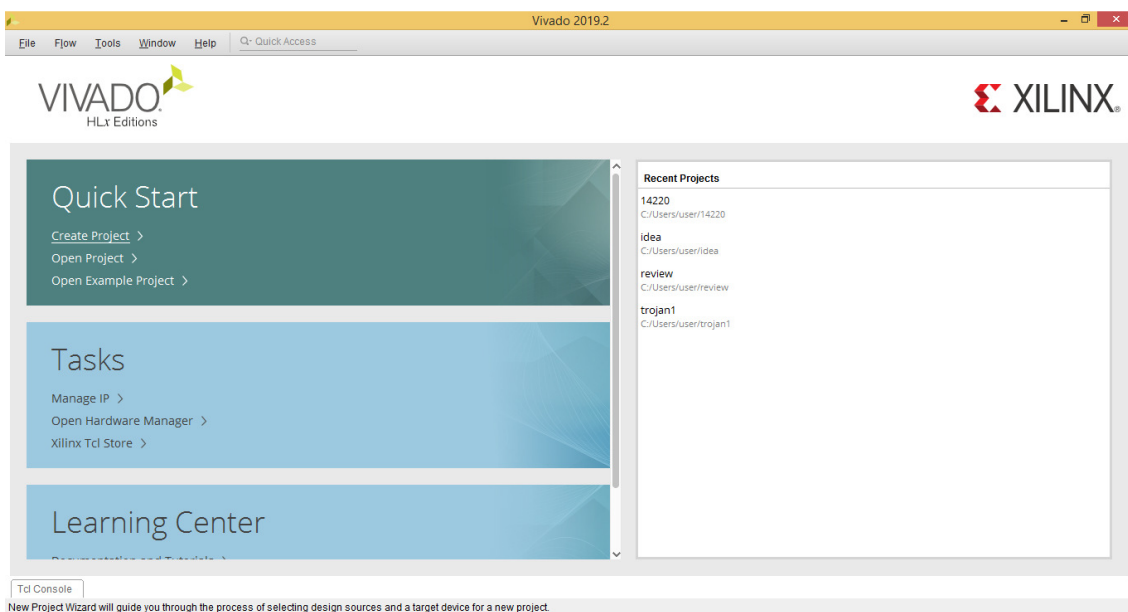 Vivado 2019.2
File Flow Tools Window Help Quick Access
VIVADO.
HLx Editions
XILINX
Quick Start
Create Project >
Open Project >
Open Example Project >
Tasks
Manage IP >
Open Hardware Manager >
Xilinx Tcl Store >
Learning Center
Documentation and Tutorials >
Recent Projects
14220
C:/Users/user/14220
idea
C:/Users/user/idea
review
C:/Users/user/review
trojan1
C:/Users/user/trojan1
Tcl Console
New Project Wizard will guide you through the process of selecting design sources and a target device for a new project.